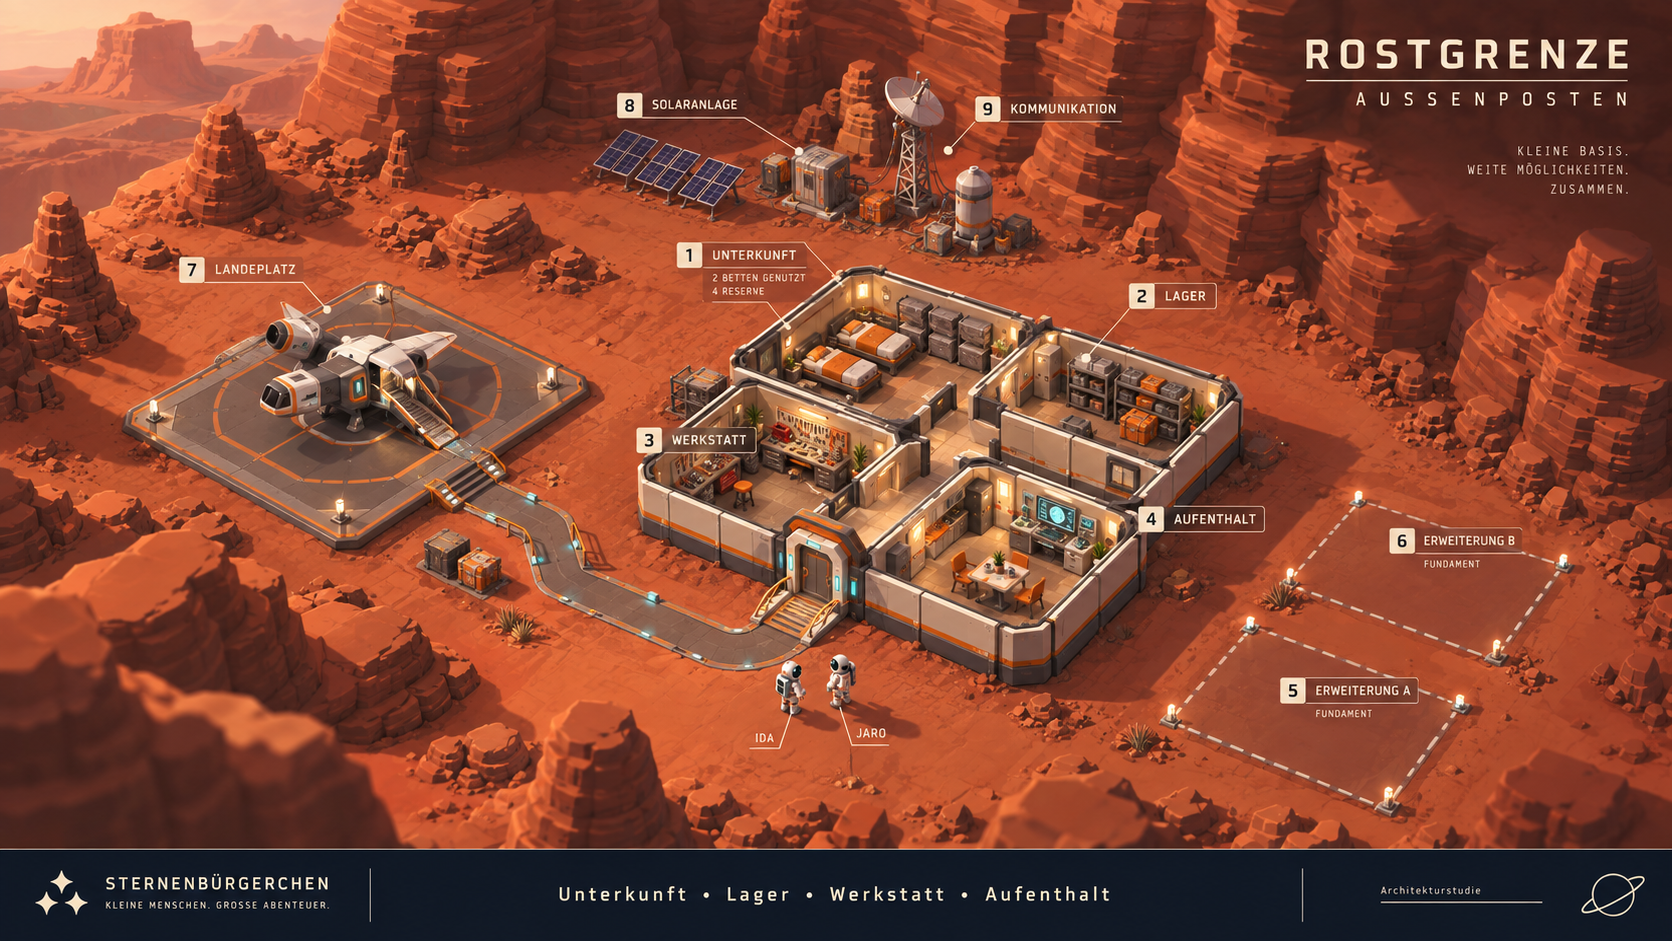 ROSTGRENZE
AUSSENPOSTEN
KLEINE BASIS.
WEITE MÖGLICHKEITEN.
ZUSAMMEN.
8 SOLARANLAGE
9 KOMMUNIKATION
1 UNTERKUNFT
2 BETTEN GENUTZT
4 RESERVE
7 LANDEPLATZ
2 LAGER
3 WERKSTATT
4 AUFENTHALT
6 ERWEITERUNG B
FUNDAMENT
5 ERWEITERUNG A
FUNDAMENT
IDA
JARO
STERNENBÜRGERCHEN
KLEINE MENSCHEN. GROSSE ABENTEUER.
Unterkunft • Lager • Werkstatt • Aufenthalt
Architekturstudie